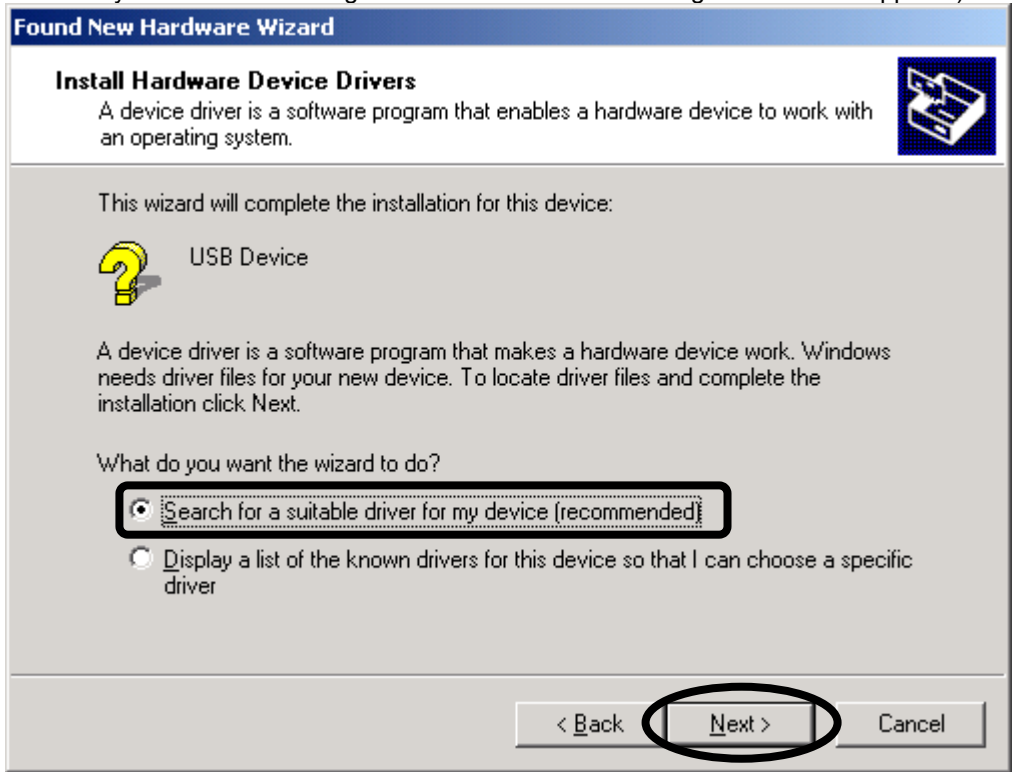 Found New Hardware Wizard
Install Hardware Device Drivers
A device driver is a software program that enables a hardware device to work with
an operating system.
This wizard will complete the installation for this device:
USB Device
A device driver is a software program that makes a hardware device work. Windows
needs driver files for your new device. To locate driver files and complete the
installation click Next.
What do you want the wizard to do?
Search for a suitable driver for my device (recommended)
Display a list of the known drivers for this device so that I can choose a specific
driver
< Back Next > Cancel